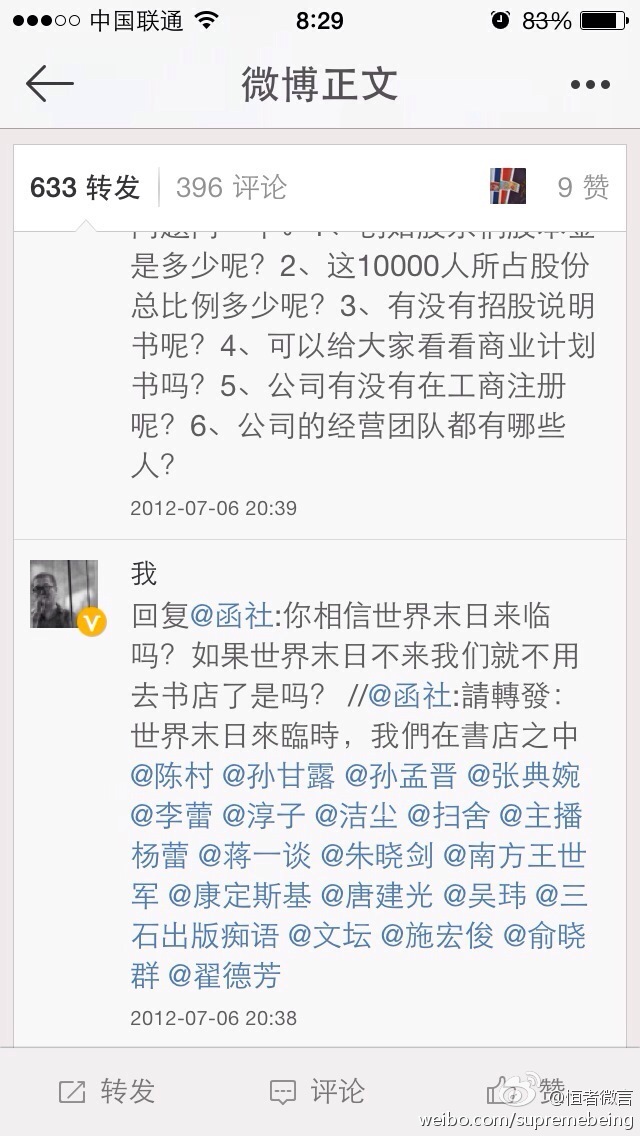 中国联通
8:29
83%
微博正文
633 转发
396 评论
9 赞
是多少呢？2、这10000人所占股份
总比例多少呢？3、有没有招股说明
书呢？4、可以给大家看看商业计划
书吗？5、公司有没有在工商注册
呢？6、公司的经营团队都有哪些
人？
2012-07-06 20:39
我
回复@函社:你相信世界末日来临
吗？如果世界末日不来我们就不用
去书店了是吗？ //@函社:請轉發：
世界末日來臨時，我們在書店之中
@陈村 @孙甘露 @孙孟晋 @张典婉
@李蕾 @淳子 @洁尘 @扫舍 @主播
杨蕾 @蒋一谈 @朱晓剑 @南方王世
军 @康定斯基 @唐建光 @吴玮 @三
石出版痴语 @文坛 @施宏俊 @俞晓
群 @翟德芳
2012-07-06 20:38
转发
评论
赞
@恒者微言
weibo.com/supremebeing